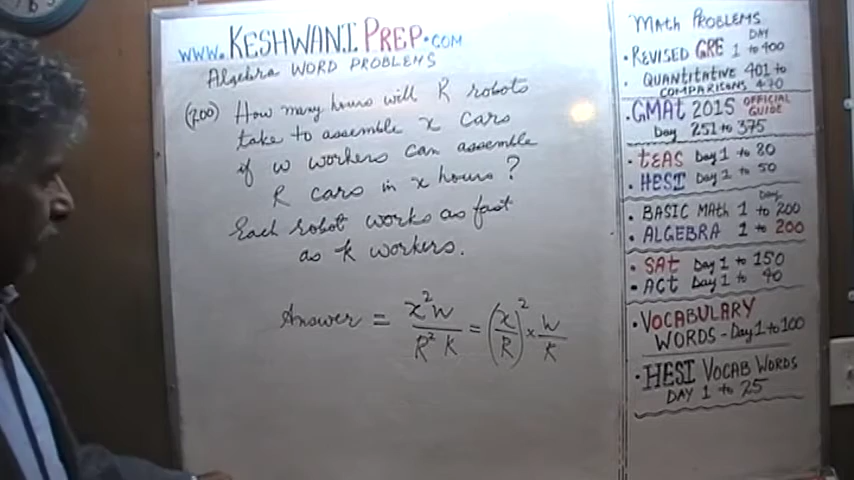 www.KESHWANIPREP.COM
Algebra WORD PROBLEMS
(200) How many hours will R robots
take to assemble x cars
if w workers can assemble
R cars in x hours?
Each robot works as fast
as k workers.
Answer = x²w / R² K = (x/R)² × w/k
MATH PROBLEMS
DAY
• REVISED GRE 1 to 400
• QUANTITATIVE 401 to
COMPARISONS 430
• GMAT 2015 OFFICIAL GUIDE
Day 251 to 375
• TEAS Day 1 to 80
• HESI Day 1 to 50
Day
• BASIC MATH 1 to 200
• ALGEBRA 1 to 200
• SAT Day 1 to 150
• ACT Day 1 to 40
• VOCABULARY
WORDS - Day 1 to 100
• HESI VOCAB WORDS
DAY 1 to 25